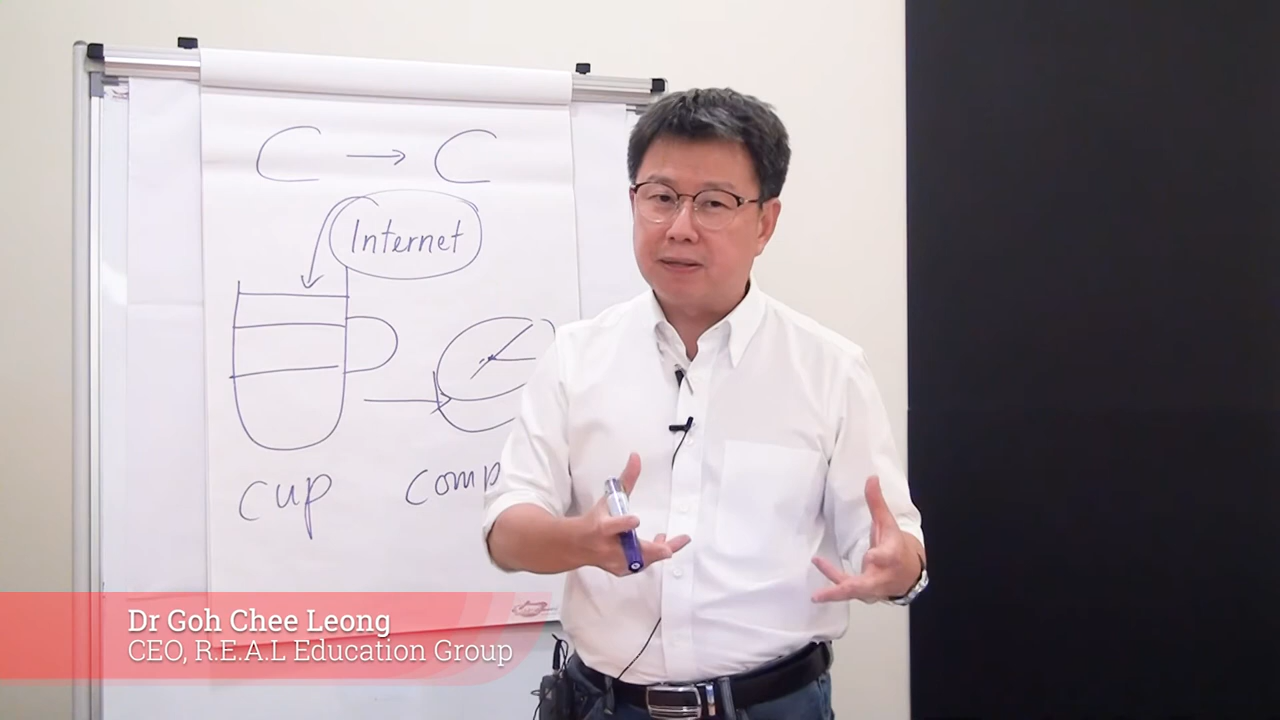 C → C
Internet
cup
comp
Dr Goh Chee Leong
CEO, R.E.A.L Education Group